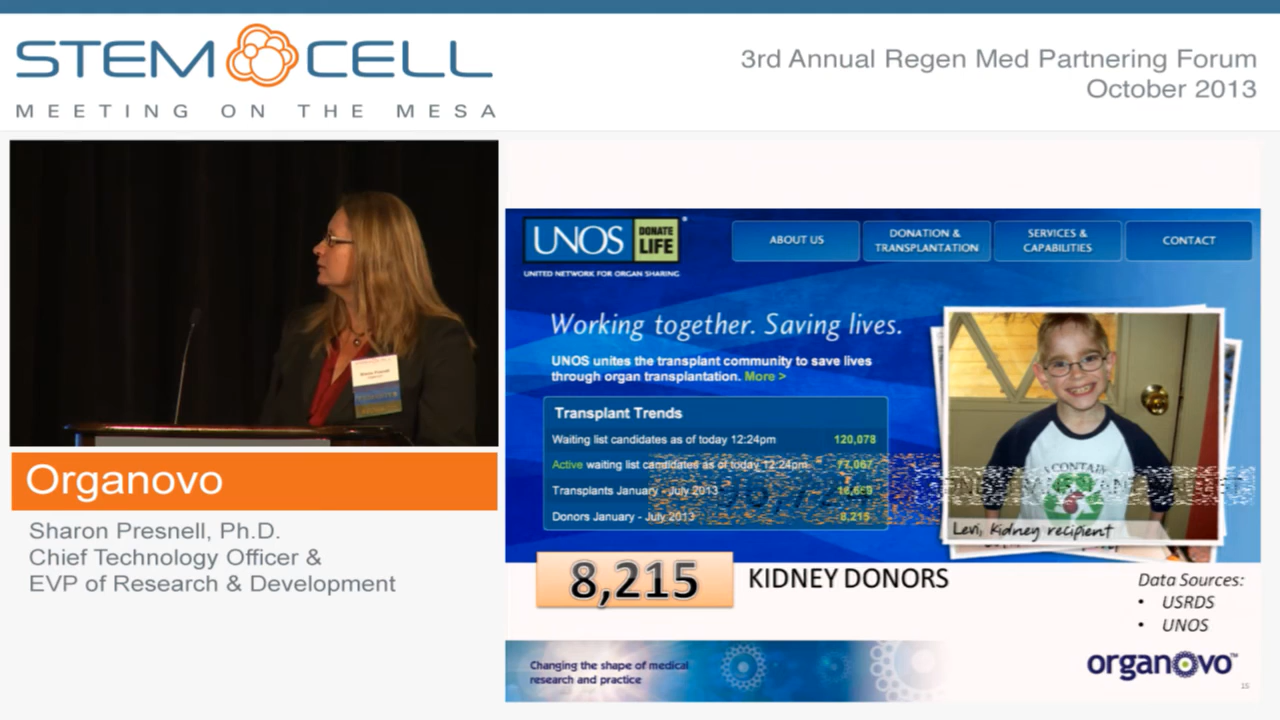 STEM CELL
MEETING ON THE MESA
3rd Annual Regen Med Partnering Forum
October 2013
Organovo
Sharon Presnell, Ph.D.
Chief Technology Officer &
EVP of Research & Development
UNOS DONATE LIFE
UNITED NETWORK FOR ORGAN SHARING
ABOUT US
DONATION &
TRANSPLANTATION
SERVICES &
CAPABILITIES
CONTACT
Working together. Saving lives.
UNOS unites the transplant community to save lives
through organ transplantation. More >
Transplant Trends
Waiting list candidates as of today 12:24pm 120,078
Active waiting list candidates as of today 12:24pm
Transplants January - July 2013
Donors January - July 2013 8,215
I CONTAIN
Levi, Kidney recipient
8,215 KIDNEY DONORS
Data Sources:
• USRDS
• UNOS
Changing the shape of medical
research and practice
organovo™
15